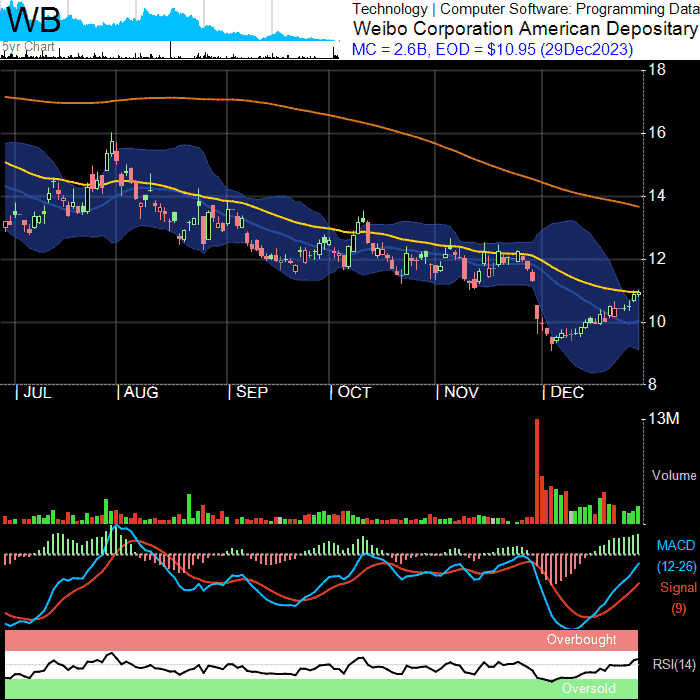 WB
5yr Chart
Technology | Computer Software: Programming Data
Weibo Corporation American Depositary
MC = 2.6B, EOD = $10.95 (29Dec2023)
18
16
14
12
10
8
JUL
AUG
SEP
OCT
NOV
DEC
13M
Volume
MACD
(12-26)
Signal
(9)
Overbought
RSI(14)
Oversold